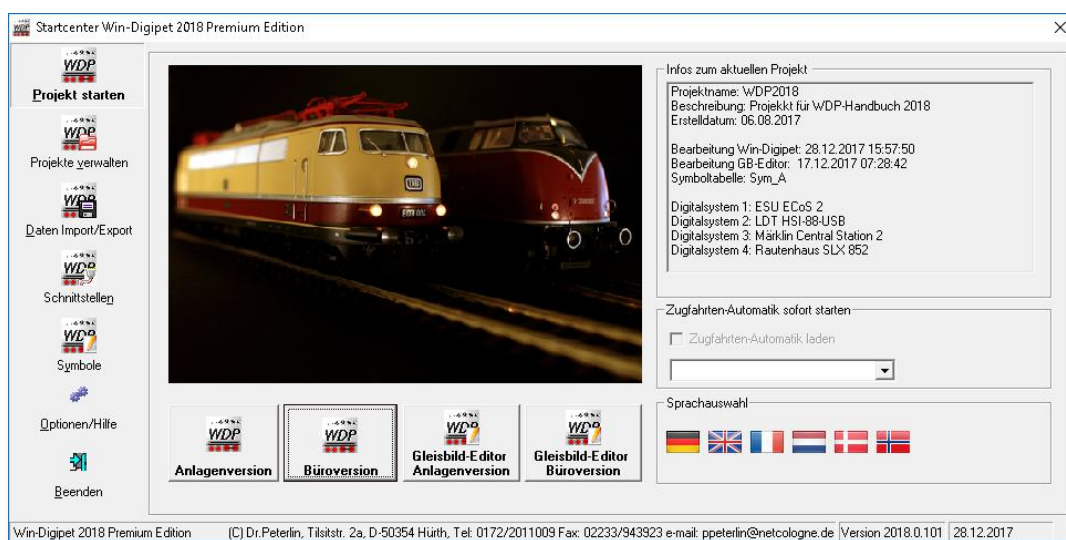 Startcenter Win-Digipet 2018 Premium Edition
WDP
Projekt starten
WDP
Projekte verwalten
WDP
Daten Import/Export
WDP
Schnittstellen
WDP
Symbole
Optionen/Hilfe
Beenden
WDP
Anlagenversion
WDP
Büroversion
WDP
Gleisbild-Editor
Anlagenversion
WDP
Gleisbild-Editor
Büroversion
Infos zum aktuellen Projekt
Projektname: WDP2018
Beschreibung: Projekkt für WDP-Handbuch 2018
Erstelldatum: 06.08.2017
Bearbeitung Win-Digipet: 28.12.2017 15:57:50
Bearbeitung GB-Editor: 17.12.2017 07:28:42
Symboltabelle: Sym_A
Digitalsystem 1: ESU ECoS 2
Digitalsystem 2: LDT HSI-88-USB
Digitalsystem 3: Märklin Central Station 2
Digitalsystem 4: Rautenhaus SLX 852
Zugfahrten-Automatik sofort starten
Zugfahrten-Automatik laden
Sprachauswahl
Win-Digipet 2018 Premium Edition
(C) Dr.Peterlin, Tilsitstr. 2a, D-50354 Hürth, Tel: 0172/2011009 Fax: 02233/943923 e-mail: ppeterlin@netcologne.de
Version 2018.0.101
28.12.2017